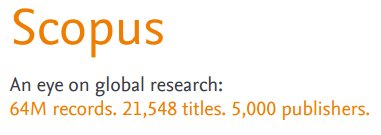 Scopus
An eye on global research:
64M records. 21,548 titles. 5,000 publishers.